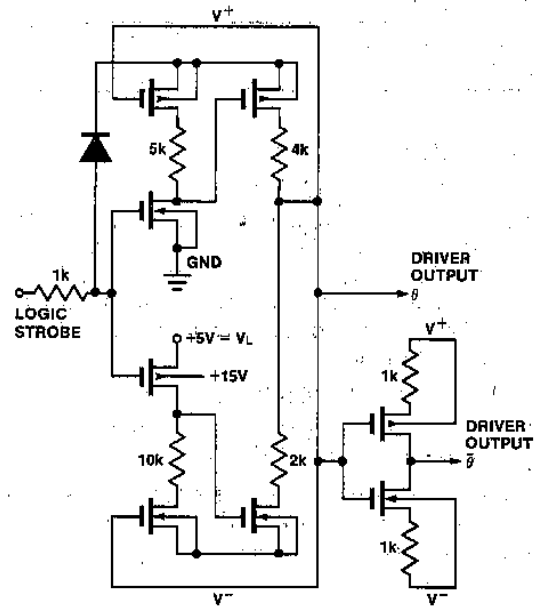 V+
5k
4k
GND
1k
LOGIC
STROBE
+5V = VL
+15V
DRIVER
OUTPUT
θ
V+
1k
DRIVER
OUTPUT
θ̄
10k
2k
1k
V−
V−